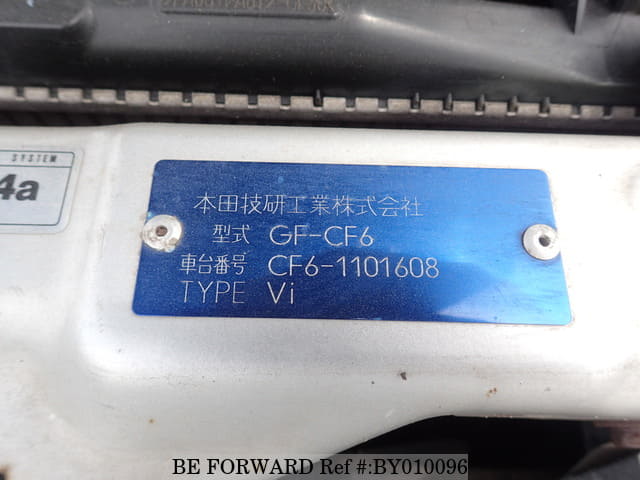 SYSTEM
4a
本田技研工業株式会社
型式 GF-CF6
車台番号 CF6-1101608
TYPE Vi
BE FORWARD Ref #:BY010096